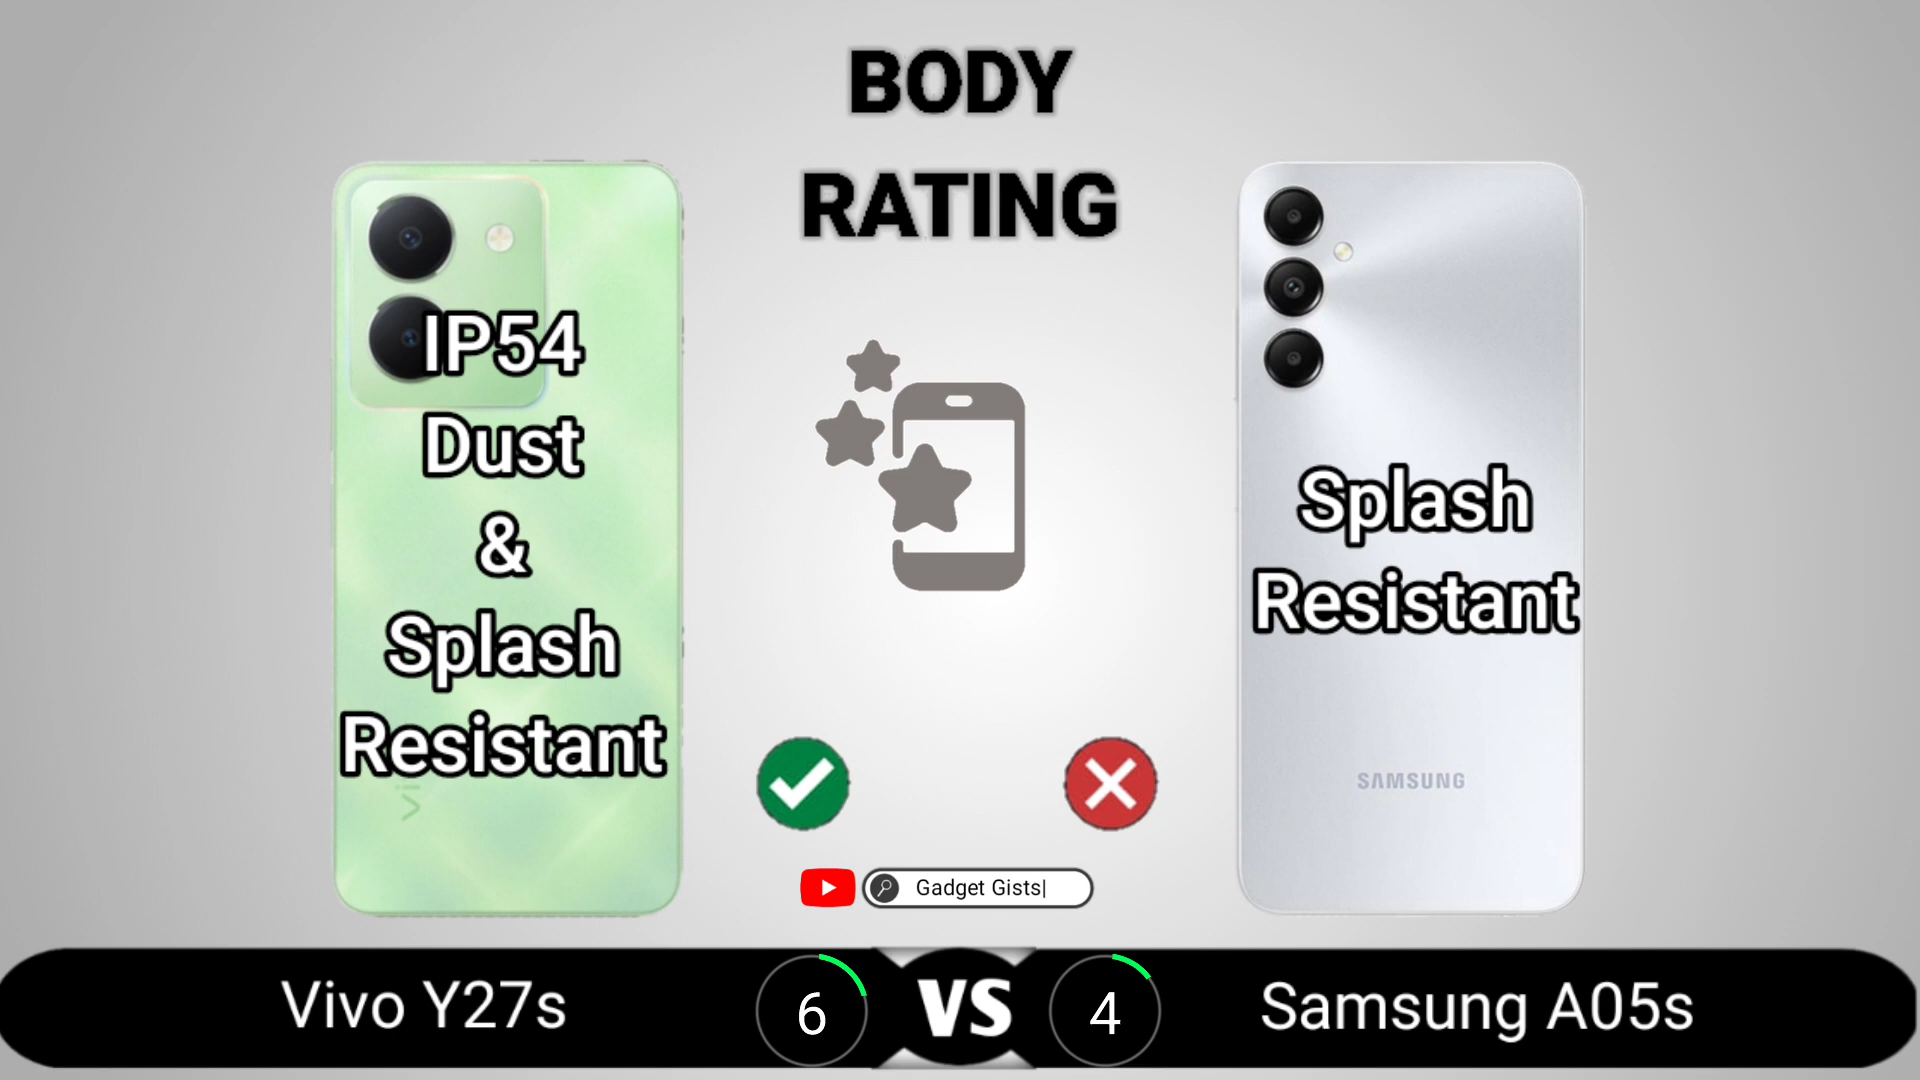 BODY
RATING
IP54
Dust
&
Splash
Resistant
Splash
Resistant
SAMSUNG
Gadget Gists|
Vivo Y27s
6
VS
4
Samsung A05s